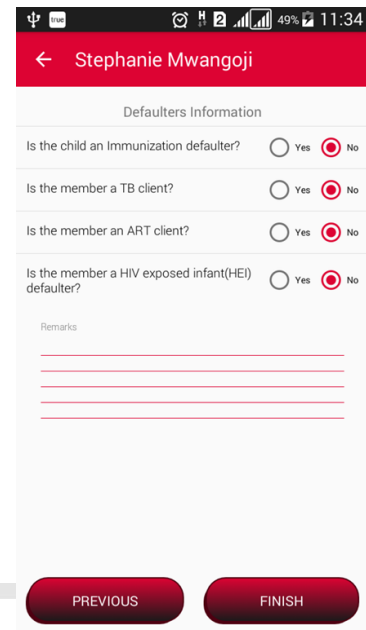 true
H
2
49%
11:34
Stephanie Mwangoji
Defaulters Information
Is the child an Immunization defaulter? Yes No
Is the member a TB client? Yes No
Is the member an ART client? Yes No
Is the member a HIV exposed infant(HEI)
defaulter? Yes No
Remarks
PREVIOUS FINISH